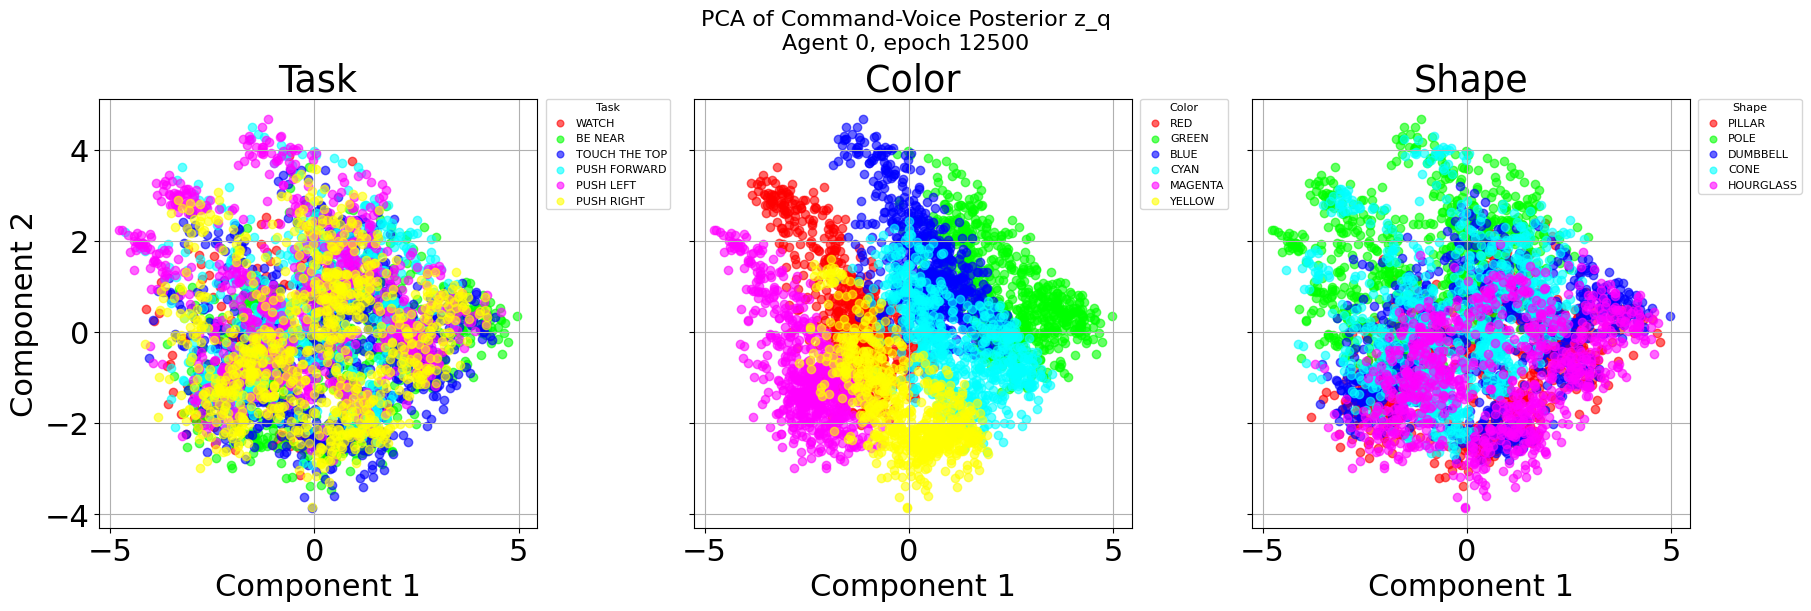 PCA of Command-Voice Posterior z_q
Agent 0, epoch 12500
Task
Color
Shape
Task
WATCH
BE NEAR
TOUCH THE TOP
PUSH FORWARD
PUSH LEFT
PUSH RIGHT
Color
RED
GREEN
BLUE
CYAN
MAGENTA
YELLOW
Shape
PILLAR
POLE
DUMBBELL
CONE
HOURGLASS
Component 2
4
2
0
−2
−4
−5 0 5
−5 0 5
−5 0 5
Component 1
Component 1
Component 1